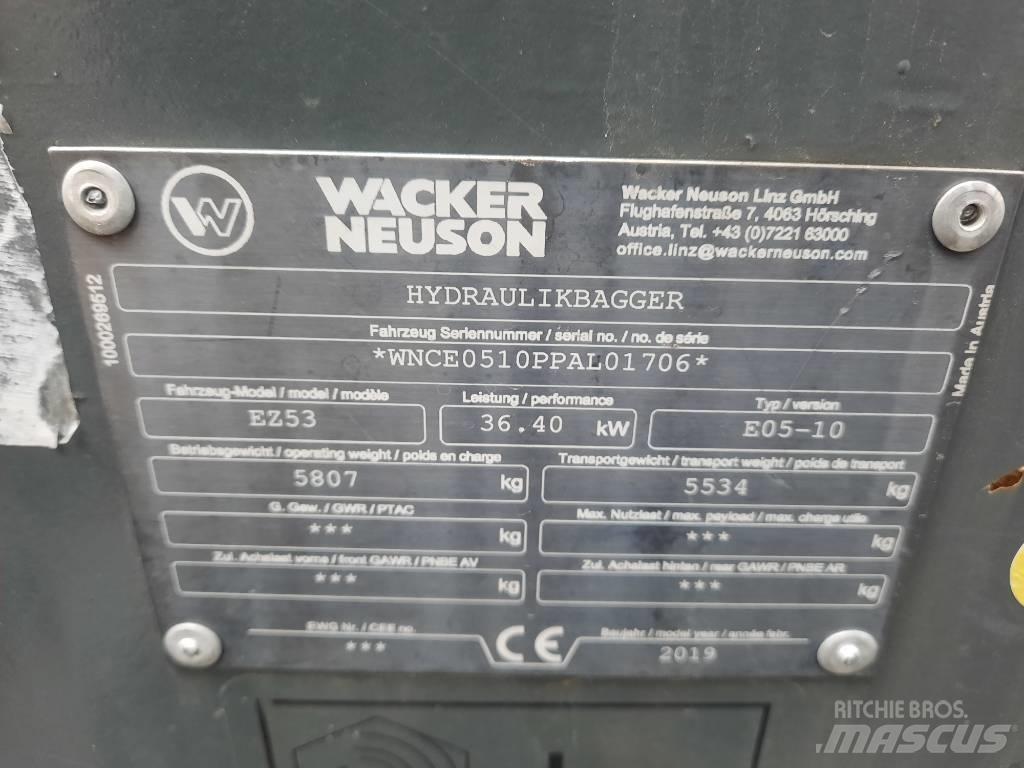 WACKER
NEUSON
Wacker Neuson Linz GmbH
Flughafenstraße 7, 4063 Hörsching
Austria, Tel. +43 (0)7221 63000
office.linz@wackerneuson.com
1000269512
HYDRAULIKBAGGER
Made in Austria
Fahrzeug Seriennummer / serial no. / no. de série
*WNCE0510PPAL01706*
Fahrzeug-Model / model / modèle
EZ53
Leistung / performance
36.40 kW
Typ / version
E05-10
Betriebsgewicht / operating weight / poids en charge
5807 kg
Transportgewicht / transport weight / poids de transport
5534 kg
G. Gew. / GWR / PTAC
*** kg
Max. Nutzlast / max. payload / max. charge utile
*** kg
Zul. Achslast vorne / front GAWR / PNBE AV
*** kg
Zul. Achslast hinten / rear GAWR / PNBE AR
*** kg
EWG Nr. / CEE no.
***
CE
Baujahr / model year / année fabr.
2019
RITCHIE BROS.
MASCUS